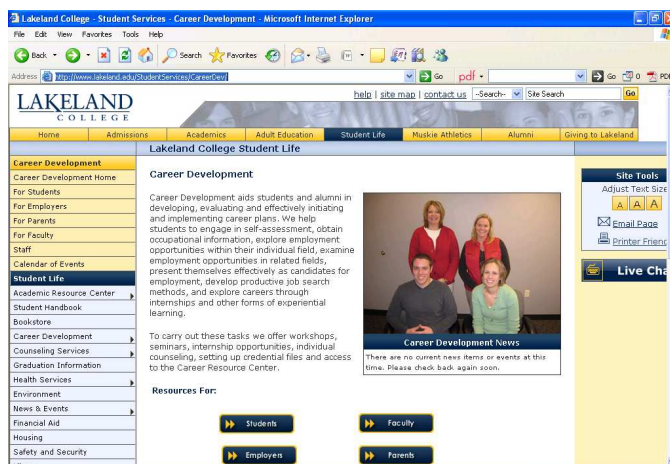 Lakeland College - Student Services - Career Development - Microsoft Internet Explorer
File Edit View Favorites Tools Help
Back Search Favorites
Address http://www.lakeland.edu/StudentServices/CareerDev/ Go pdf Go 0 PDF
help | site map | contact us --Search-- Site Search Go
LAKELAND
COLLEGE
Home Admissions Academics Adult Education Student Life Muskie Athletics Alumni Giving to Lakeland
Lakeland College Student Life
Career Development
Career Development Home
For Students
For Employers
For Parents
For Faculty
Staff
Calendar of Events
Student Life
Academic Resource Center
Student Handbook
Bookstore
Career Development
Counseling Services
Graduation Information
Health Services
Environment
News & Events
Financial Aid
Housing
Safety and Security
Career Development
Career Development aids students and alumni in
developing, evaluating and effectively initiating
and implementing career plans. We help
students to engage in self-assessment, obtain
occupational information, explore employment
opportunities within their individual field, examine
employment opportunities in related fields,
present themselves effectively as candidates for
employment, develop productive job search
methods, and explore careers through
internships and other forms of experiential
learning.
To carry out these tasks we offer workshops,
seminars, internship opportunities, individual
counseling, setting up credential files and access
to the Career Resource Center.
Resources For:
Students Faculty
Employers Parents
Career Development News
There are no current news items or events at this
time. Please check back again soon.
Site Tools
Adjust Text Size
A A A
Email Page
Printer Frienc
Live Cha